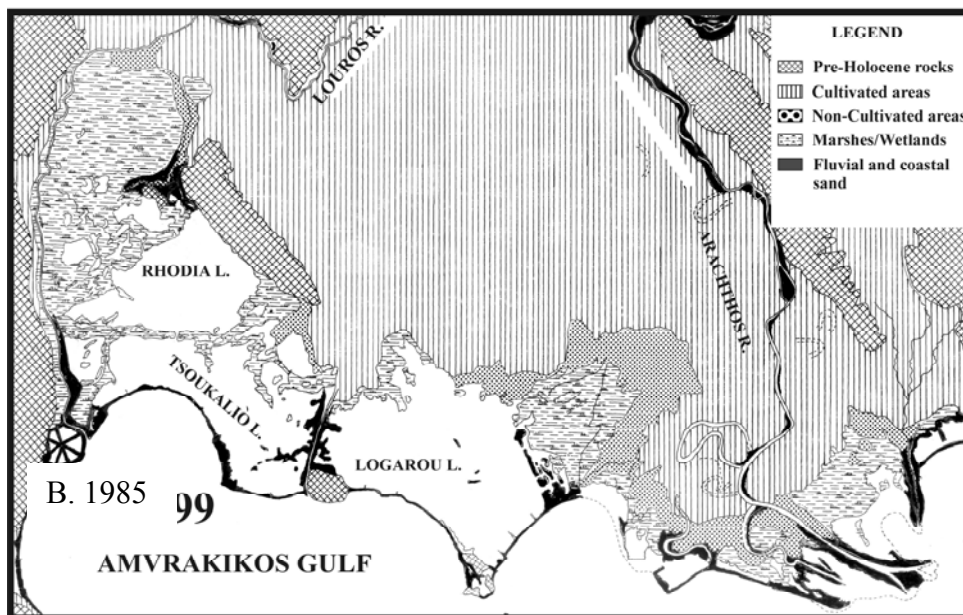 LEGEND
Pre-Holocene rocks
Cultivated areas
Non-Cultivated areas
Marshes/Wetlands
Fluvial and coastal
sand
LOUROS R.
ARACHTHOS R.
RHODIA L.
TSOUKALIÒ L.
LOGAROU L.
B. 1985
99
AMVRAKIKOS GULF